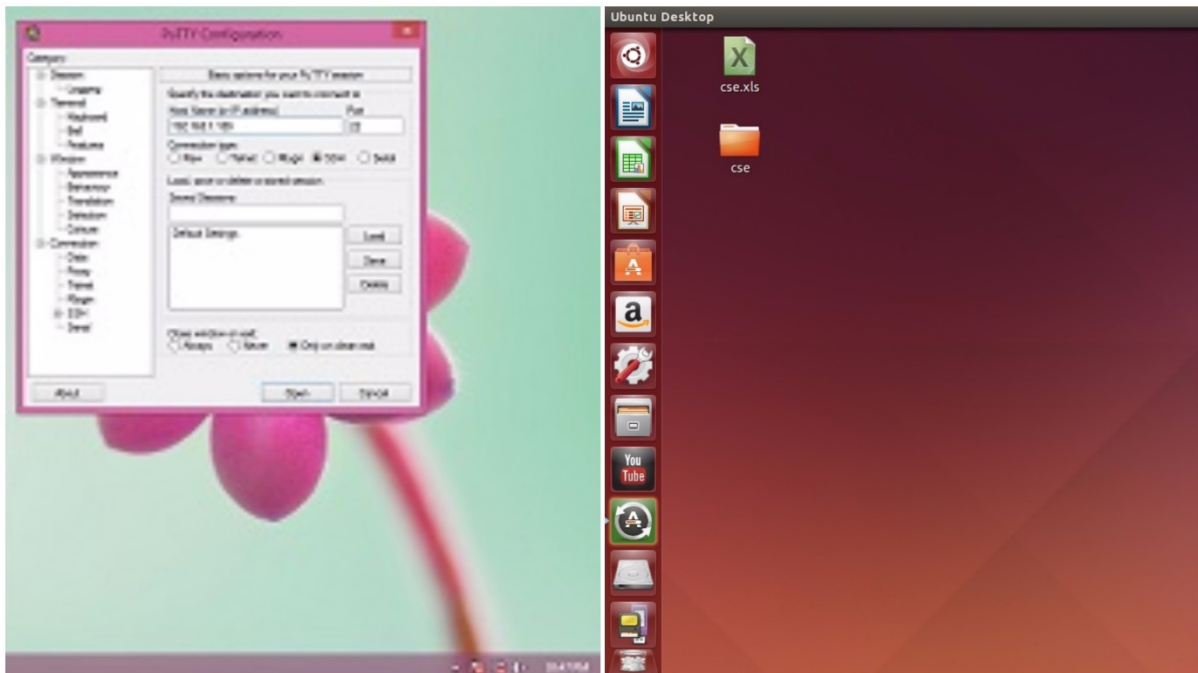 PuTTY Configuration
Category:
Session
Logging
Terminal
Keyboard
Bell
Features
Window
Appearance
Behaviour
Translation
Selection
Colours
Connection
Data
Proxy
Telnet
Rlogin
SSH
Serial
Basic options for your PuTTY session
Specify the destination you want to connect to
Host Name (or IP address) Port
22
Connection type:
Raw Telnet Rlogin SSH Serial
Load, save or delete a stored session
Saved Sessions
Default Settings
Load
Save
Delete
Close window on exit:
Always Never Only on clean exit
About Open Cancel
Ubuntu Desktop
cse.xls
cse
a
You
Tube